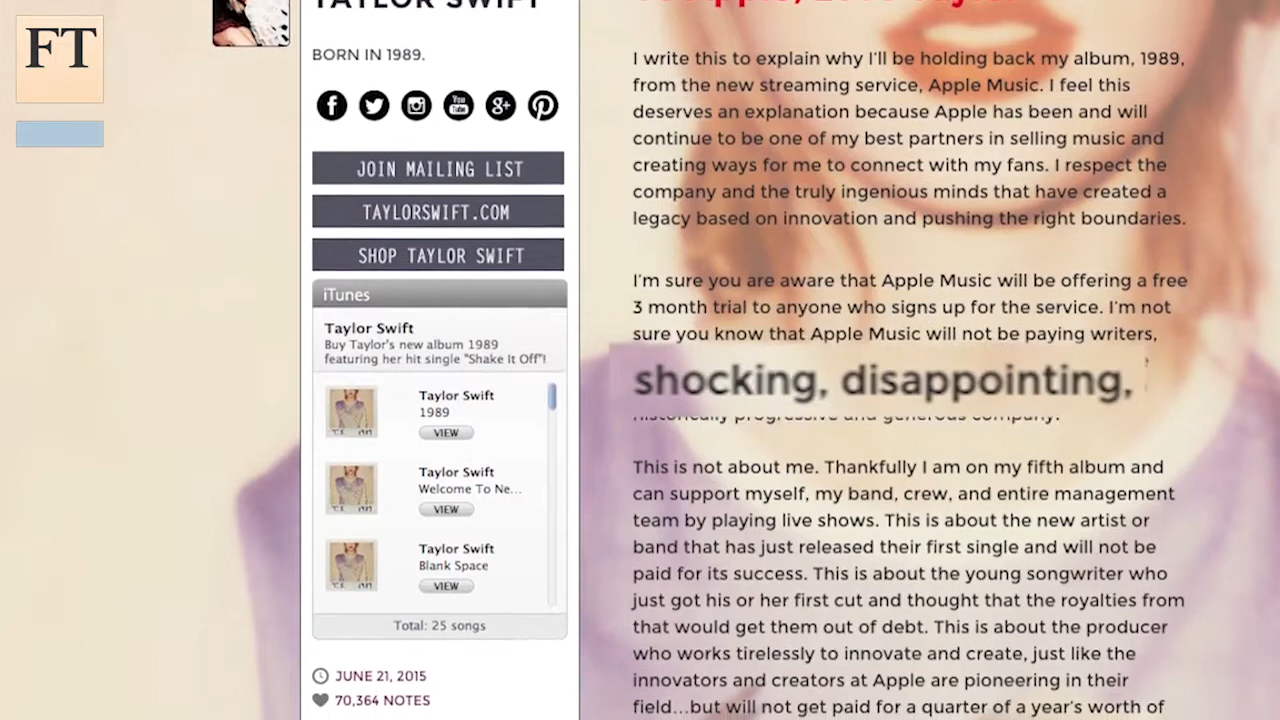 FT
TAYLOR SWIFT
BORN IN 1989.
You
Tube
g+
JOIN MAILING LIST
TAYLORSWIFT.COM
SHOP TAYLOR SWIFT
iTunes
Taylor Swift
Buy Taylor's new album 1989
featuring her hit single "Shake It Off"!
Taylor Swift
1989
VIEW
Taylor Swift
Welcome To Ne...
VIEW
Taylor Swift
Blank Space
VIEW
Total: 25 songs
JUNE 21, 2015
70,364 NOTES
I write this to explain why I'll be holding back my album, 1989,
from the new streaming service, Apple Music. I feel this
deserves an explanation because Apple has been and will
continue to be one of my best partners in selling music and
creating ways for me to connect with my fans. I respect the
company and the truly ingenious minds that have created a
legacy based on innovation and pushing the right boundaries.
I'm sure you are aware that Apple Music will be offering a free
3 month trial to anyone who signs up for the service. I'm not
sure you know that Apple Music will not be paying writers,
shocking, disappointing,
historically progressive and generous company.
This is not about me. Thankfully I am on my fifth album and
can support myself, my band, crew, and entire management
team by playing live shows. This is about the new artist or
band that has just released their first single and will not be
paid for its success. This is about the young songwriter who
just got his or her first cut and thought that the royalties from
that would get them out of debt. This is about the producer
who works tirelessly to innovate and create, just like the
innovators and creators at Apple are pioneering in their
field...but will not get paid for a quarter of a year's worth of